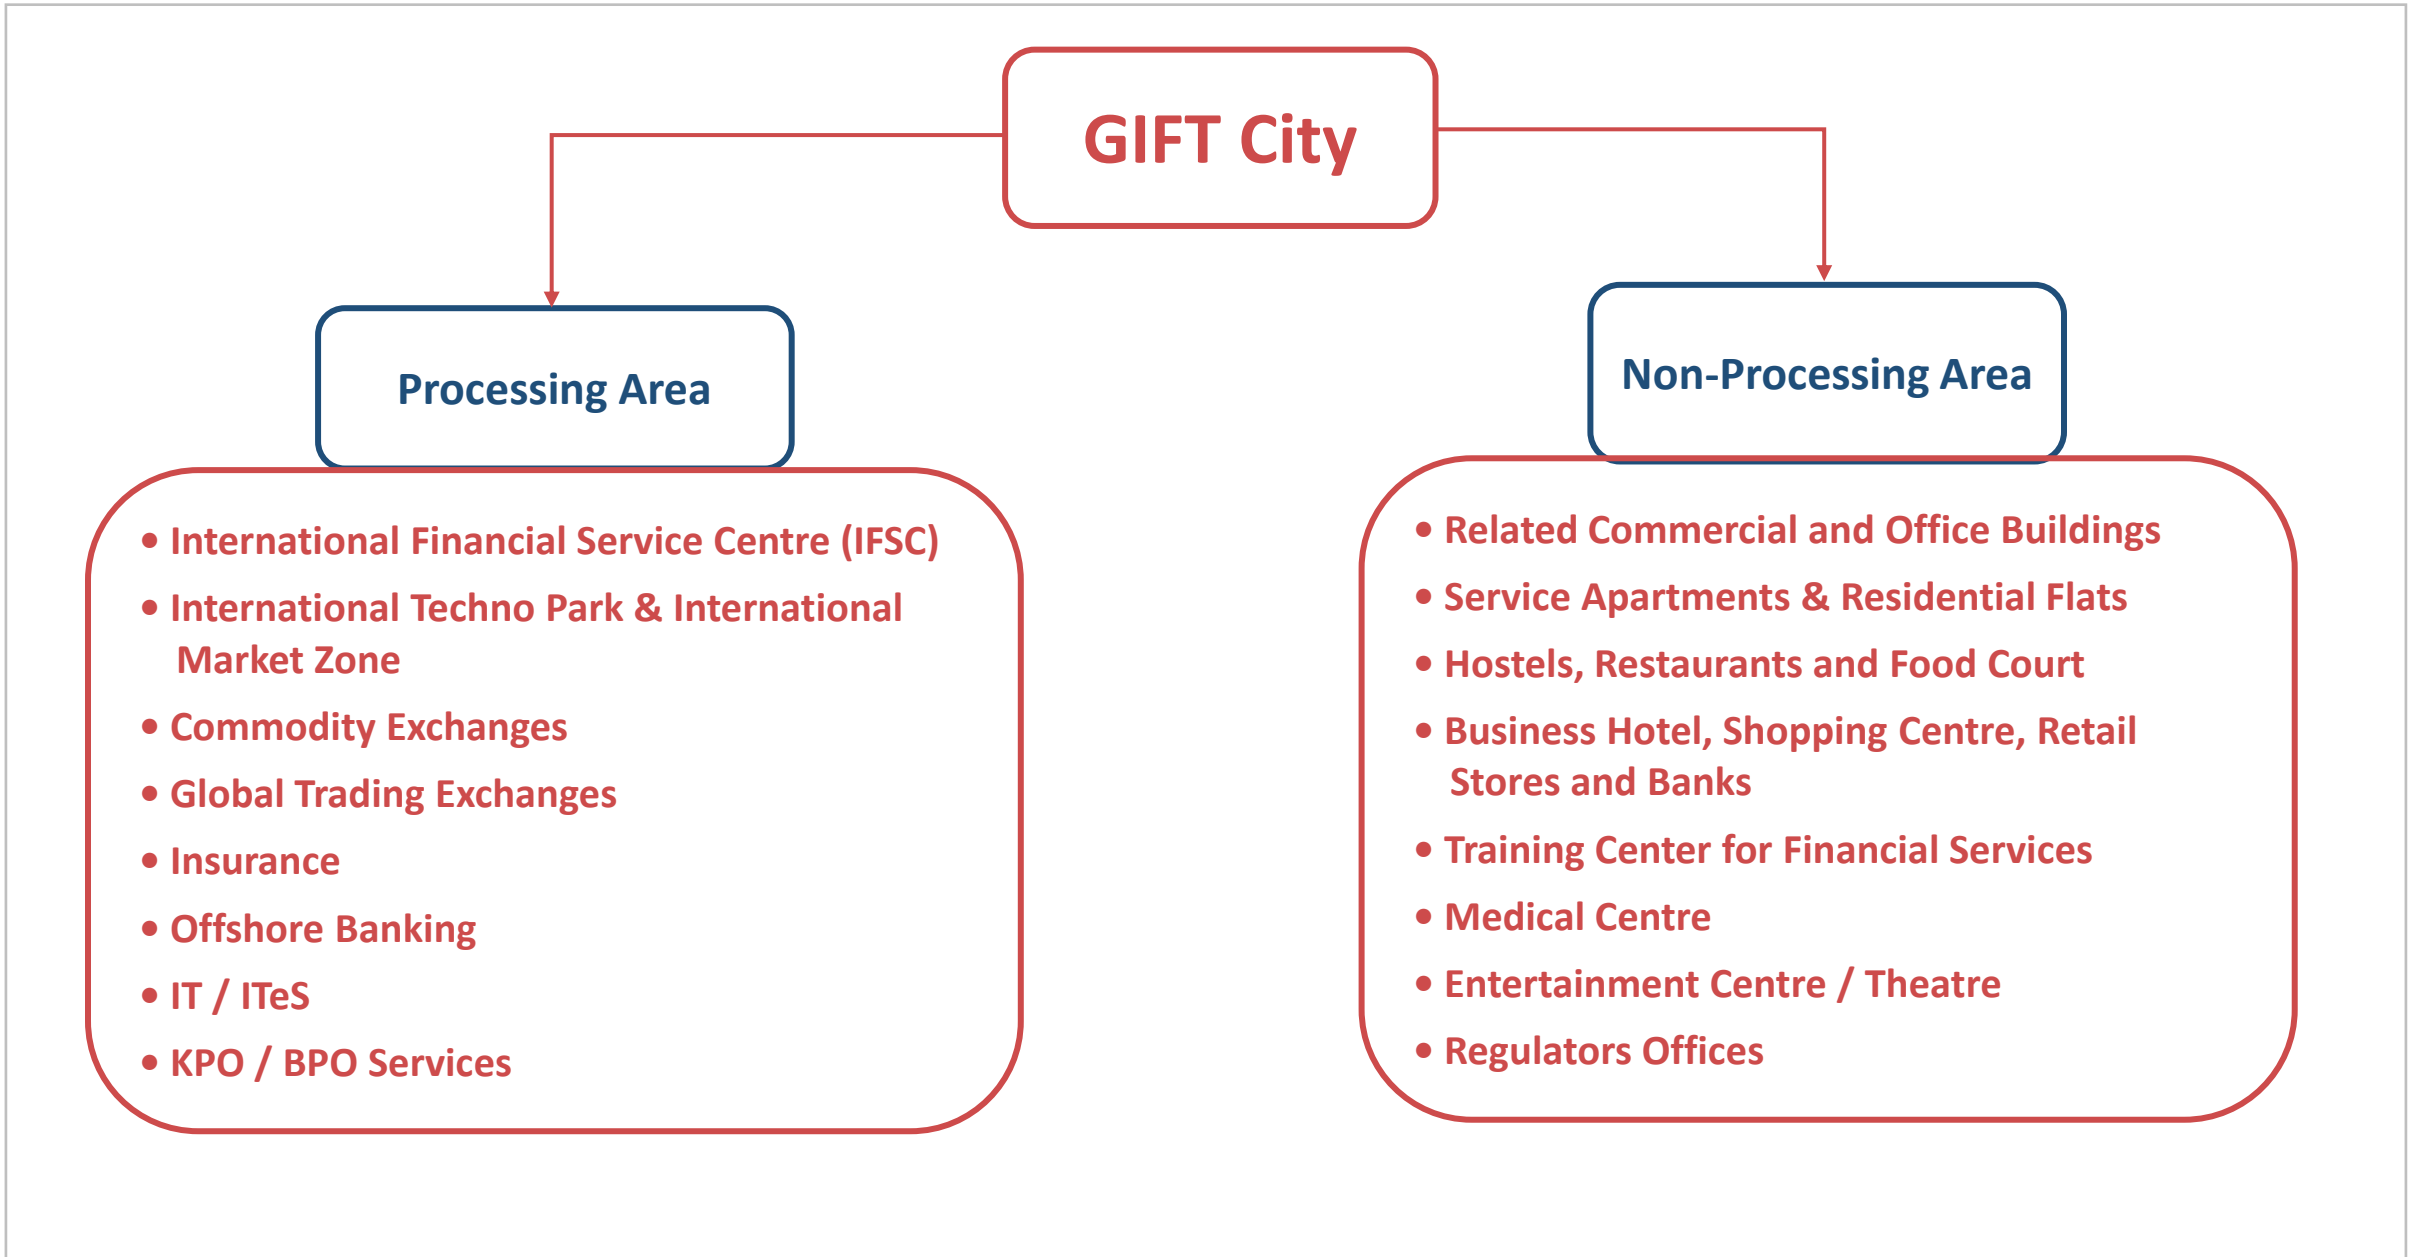 GIFT City
Processing Area
• International Financial Service Centre (IFSC)
• International Techno Park & International
Market Zone
• Commodity Exchanges
• Global Trading Exchanges
• Insurance
• Offshore Banking
• IT / ITeS
• KPO / BPO Services
Non-Processing Area
• Related Commercial and Office Buildings
• Service Apartments & Residential Flats
• Hostels, Restaurants and Food Court
• Business Hotel, Shopping Centre, Retail
Stores and Banks
• Training Center for Financial Services
• Medical Centre
• Entertainment Centre / Theatre
• Regulators Offices